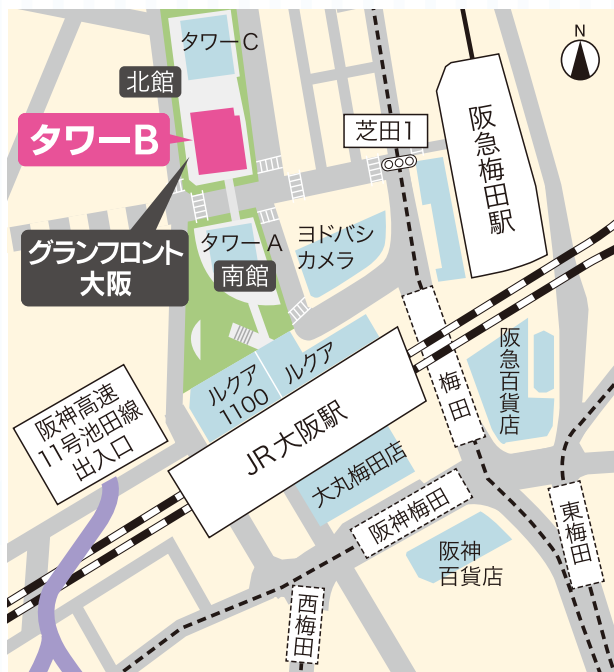 N
タワーC
北館
タワーB
芝田1
阪急梅田駅
グランフロント
大阪
タワーA
南館
ヨドバシ
カメラ
ルクア
1100
ルクア
梅田
阪急百貨店
阪神高速
11号池田線
出入口
JR大阪駅
大丸梅田店
阪神梅田
阪神
百貨店
東梅田
西梅田